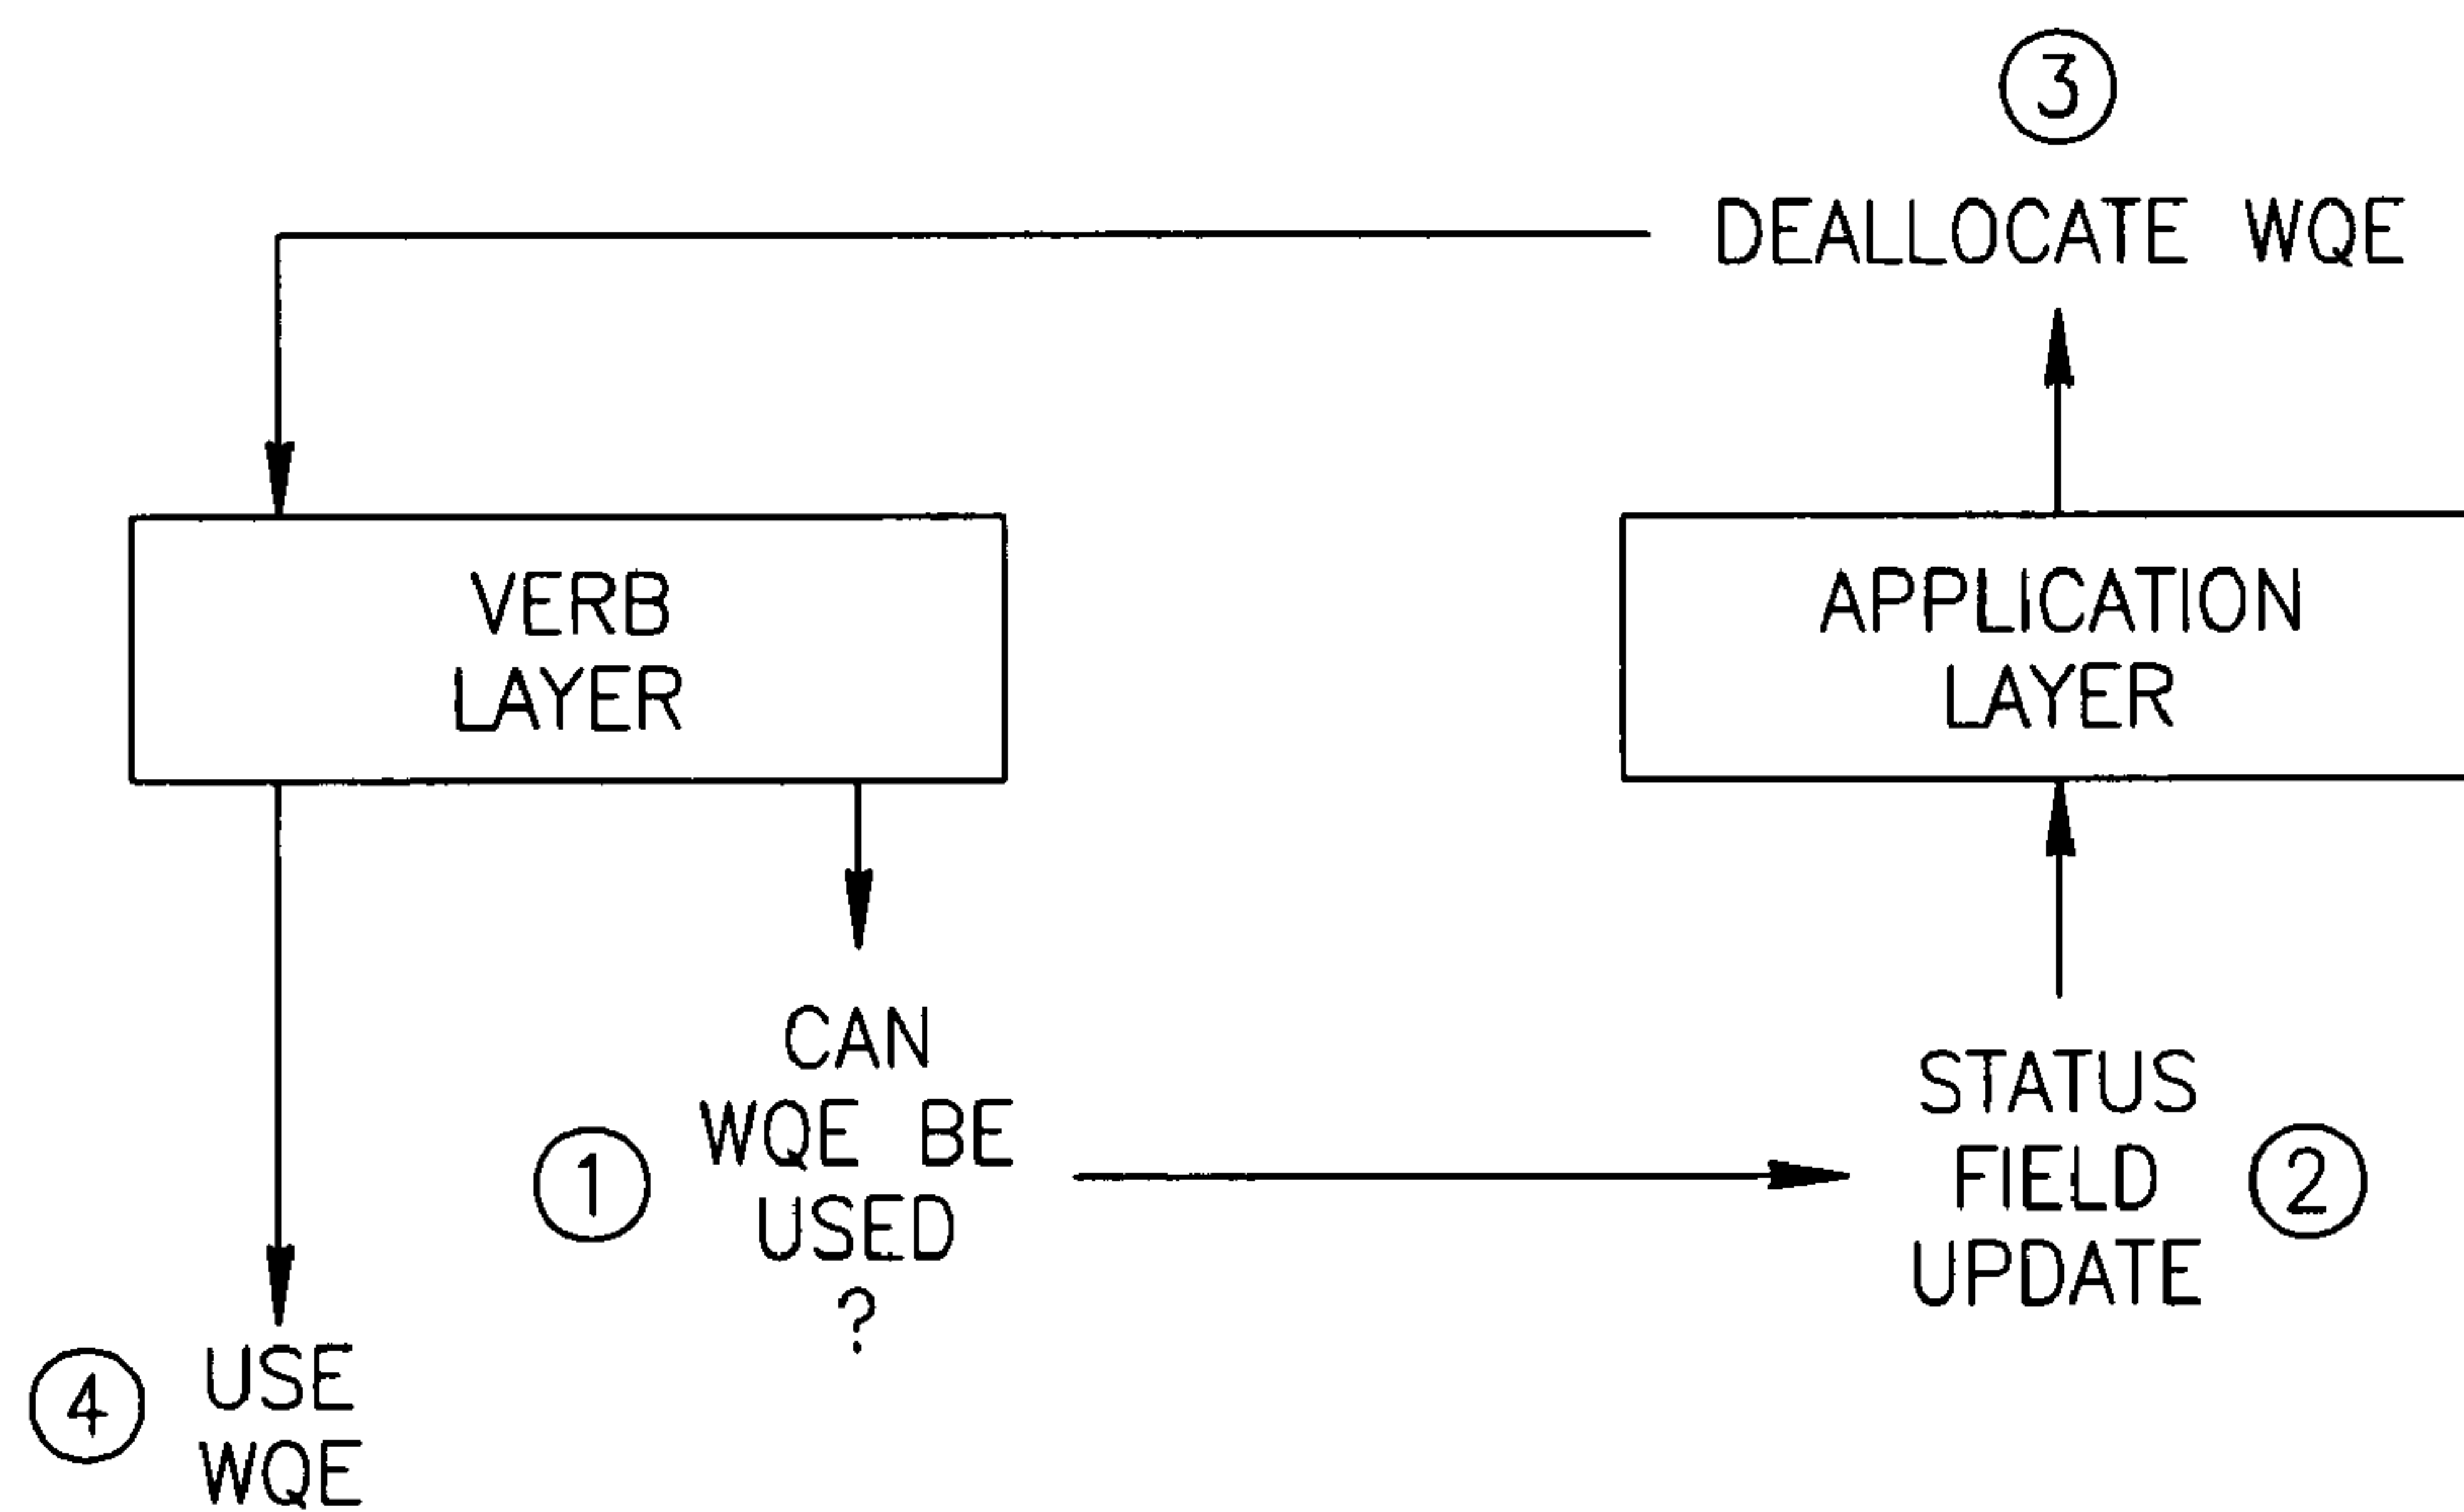 3
DEALLOCATE WQE
VERB
LAYER
APPLICATION
LAYER
1
CAN
WQE BE
USED
?
STATUS
FIELD
UPDATE
2
4
USE
WQE